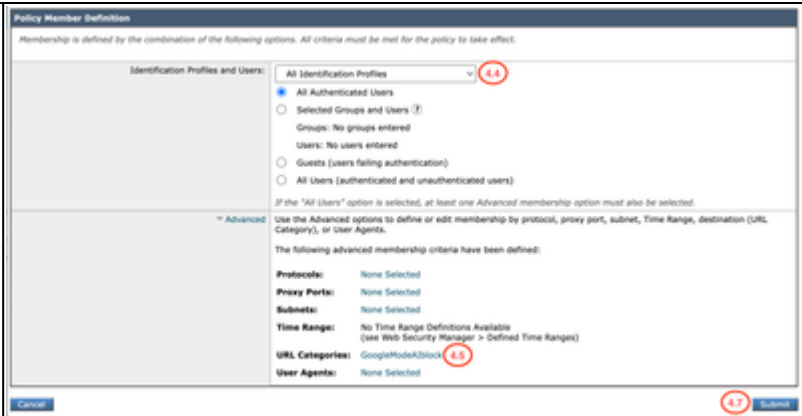 Policy Member Definition
Membership is defined by the combination of the following options. All criteria must be met for the policy to take effect.
Identification Profiles and Users:
All Identification Profiles
4.4
All Authenticated Users
Selected Groups and Users ?
Groups: No groups entered
Users: No users entered
Guests (users failing authentication)
All Users (authenticated and unauthenticated users)
If the "All Users" option is selected, at least one Advanced membership option must also be selected.
Advanced
Use the Advanced options to define or edit membership by protocol, proxy port, subnet, Time Range, destination (URL
Category), or User Agents.
The following advanced membership criteria have been defined:
Protocols: None Selected
Proxy Ports: None Selected
Subnets: None Selected
Time Range: No Time Range Definitions Available
(see Web Security Manager > Defined Time Ranges)
URL Categories: GoogleModeAIblock 4.5
User Agents: None Selected
Cancel
4.7 Submit